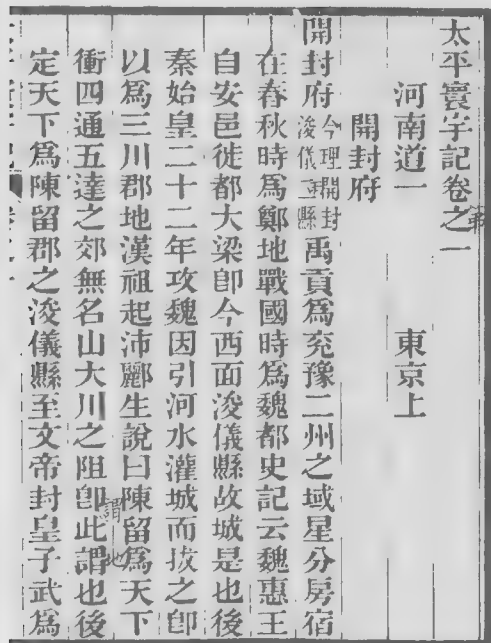 太平寰宇記卷之一
河南道一 東京上
開封府
開封府今理開封浚儀二縣禹貢爲兖豫二州之域星分房宿
在春秋時爲鄭地戰國時爲魏都史記云魏惠王
自安邑徙都大梁卽今西面浚儀縣故城是也後
秦始皇二十二年攻魏因引河水灌城而拔之卽
以爲三川郡地漢祖起沛酈生說曰陳留爲天下
衝四通五達之郊無名山大川之阻卽此謂也後
定天下爲陳留郡之浚儀縣至文帝封皇子武爲